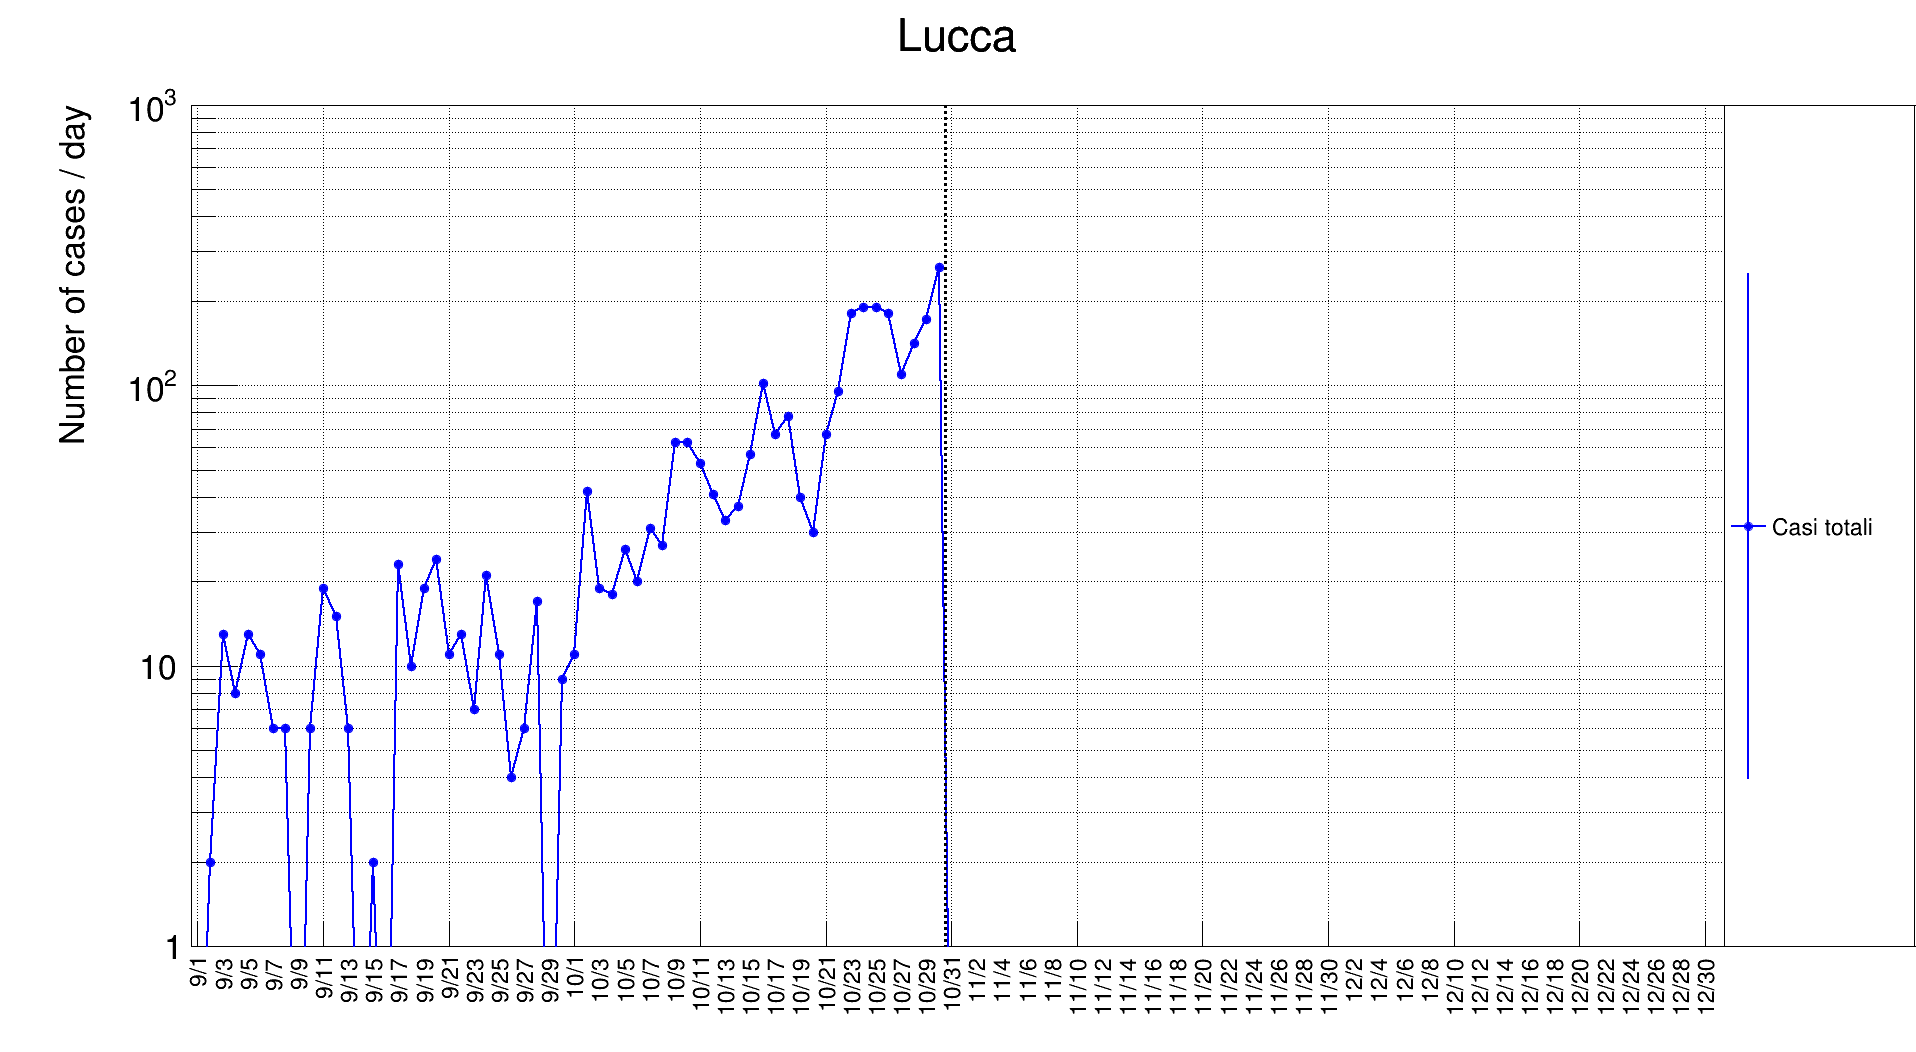 Lucca
Number of cases / day
10³
10²
10
1
9/1 9/3 9/5 9/7 9/9 9/11 9/13 9/15 9/17 9/19 9/21 9/23 9/25 9/27 9/29 10/1 10/3 10/5 10/7 10/9 10/11 10/13 10/15 10/17 10/19 10/21 10/23 10/25 10/27 10/29 10/31 11/2 11/4 11/6 11/8 11/10 11/12 11/14 11/16 11/18 11/20 11/22 11/24 11/26 11/28 11/30 12/2 12/4 12/6 12/8 12/10 12/12 12/14 12/16 12/18 12/20 12/22 12/24 12/26 12/28 12/30
Casi totali